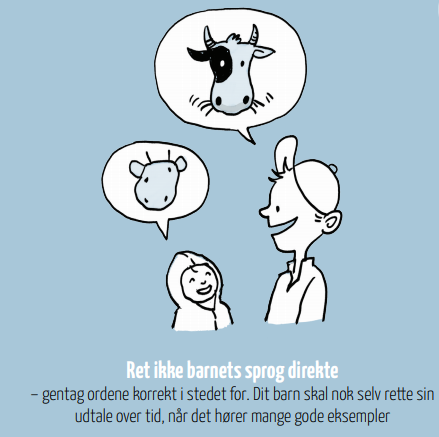 Ret ikke barnets sprog direkte
– gentag ordene korrekt i stedet for. Dit barn skal nok selv rette sin
udtale over tid, når det hører mange gode eksempler